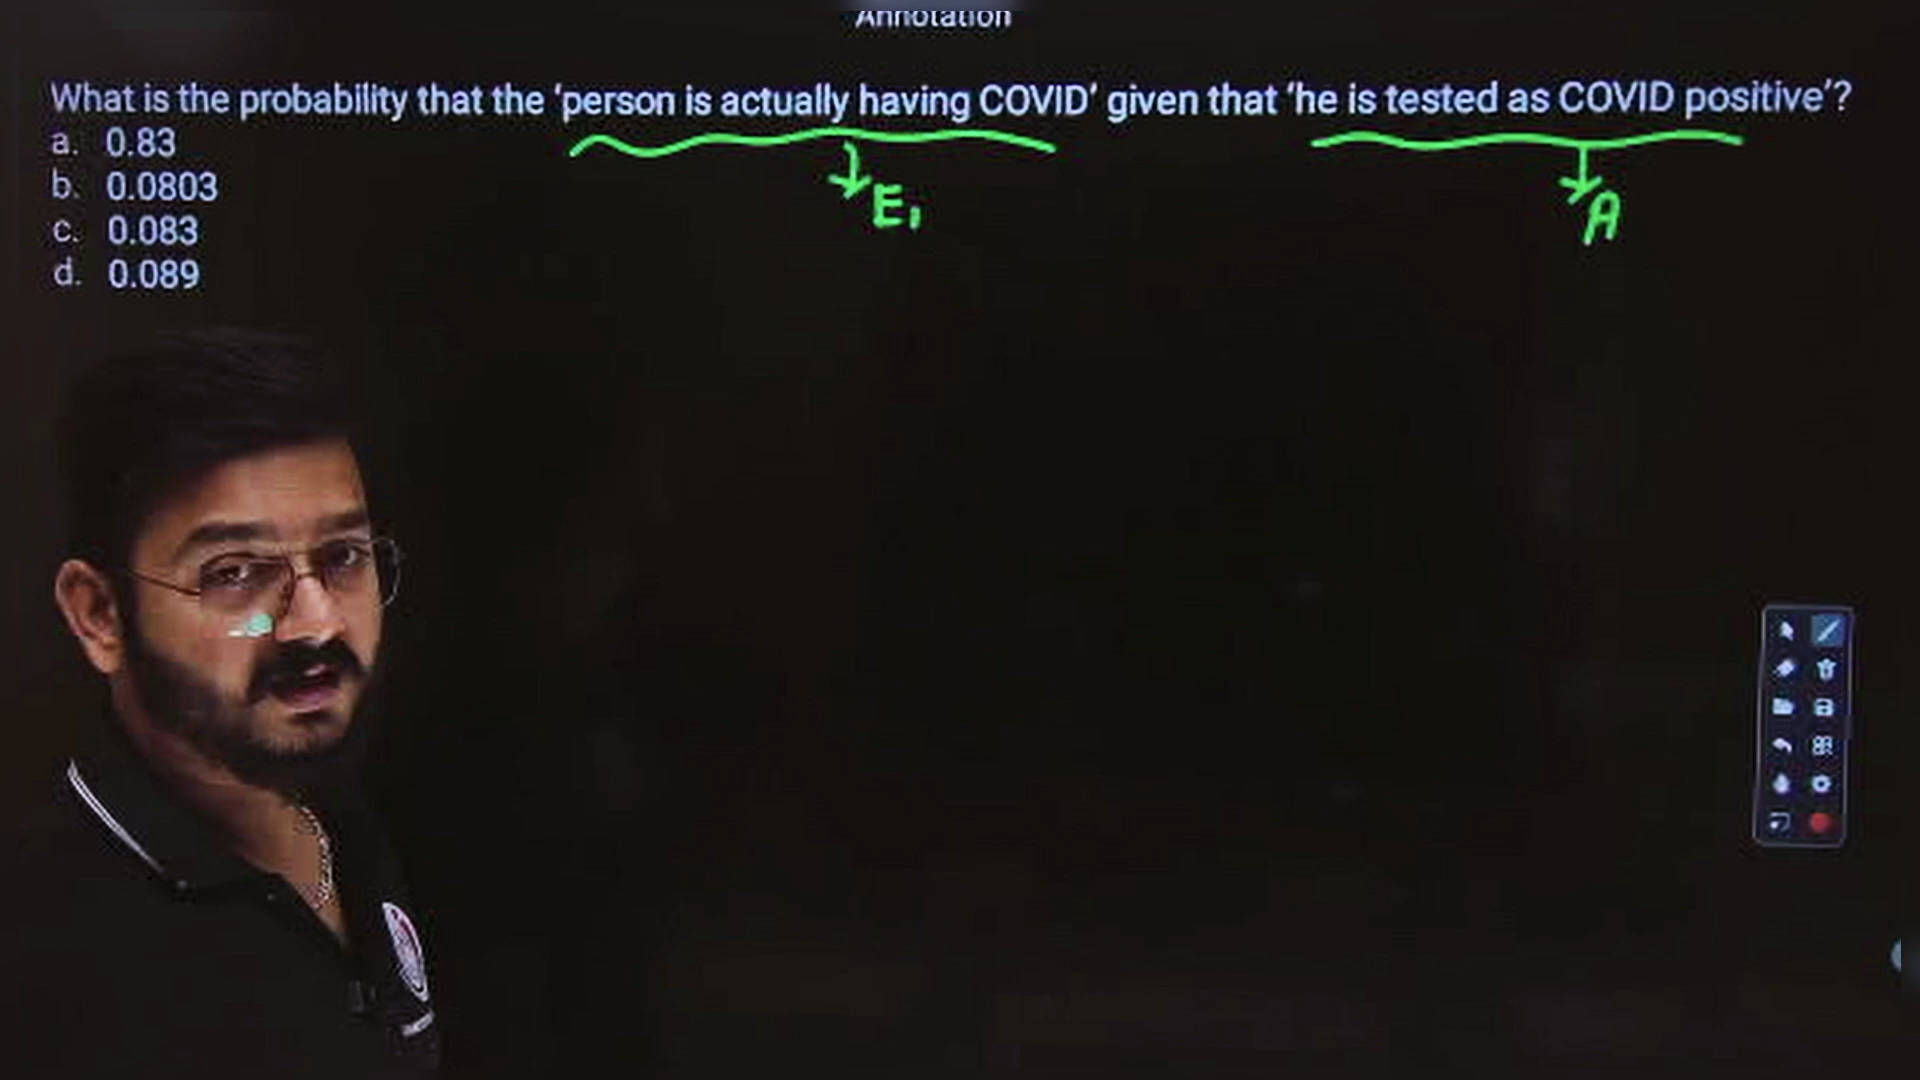 Annotation
What is the probability that the ‘person is actually having COVID’ given that ‘he is tested as COVID positive’?
a. 0.83
b. 0.0803
c. 0.083
d. 0.089
E₁
A